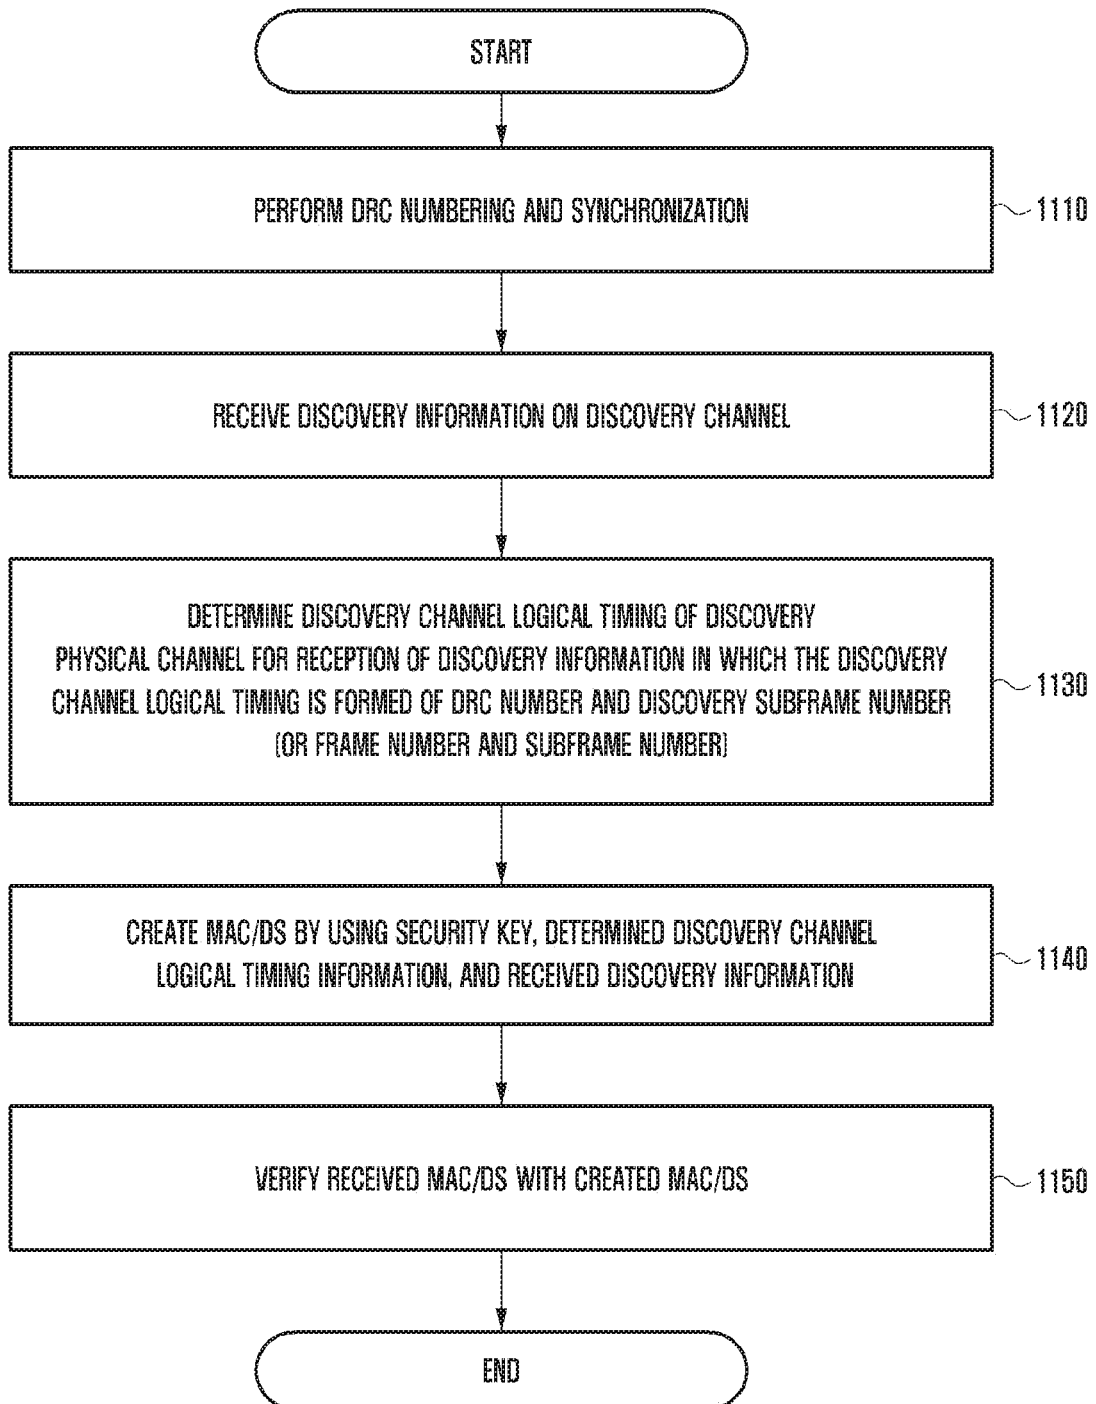 START
PERFORM DRC NUMBERING AND SYNCHRONIZATION
1110
RECEIVE DISCOVERY INFORMATION ON DISCOVERY CHANNEL
1120
DETERMINE DISCOVERY CHANNEL LOGICAL TIMING OF DISCOVERY
PHYSICAL CHANNEL FOR RECEPTION OF DISCOVERY INFORMATION IN WHICH THE DISCOVERY
CHANNEL LOGICAL TIMING IS FORMED OF DRC NUMBER AND DISCOVERY SUBFRAME NUMBER
(OR FRAME NUMBER AND SUBFRAME NUMBER)
1130
CREATE MAC/DS BY USING SECURITY KEY, DETERMINED DISCOVERY CHANNEL
LOGICAL TIMING INFORMATION, AND RECEIVED DISCOVERY INFORMATION
1140
VERIFY RECEIVED MAC/DS WITH CREATED MAC/DS
1150
END